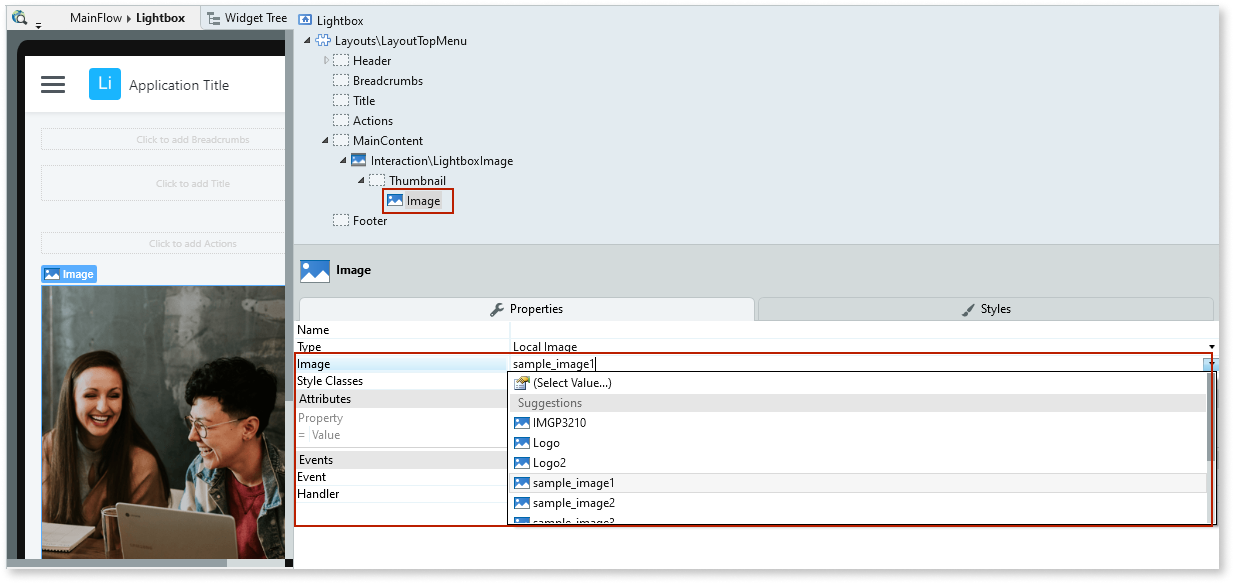 MainFlow ▸ Lightbox
Widget Tree
Lightbox
Layouts\LayoutTopMenu
Header
Breadcrumbs
Title
Actions
MainContent
Interaction\LightboxImage
Thumbnail
Image
Footer
Li
Application Title
Click to add Breadcrumbs
Click to add Title
Click to add Actions
Image
Image
Properties
Styles
Name
Type
Local Image
Image
sample_image1
Style Classes
Attributes
Property
= Value
Events
Event
Handler
(Select Value...)
Suggestions
IMGP3210
Logo
Logo2
sample_image1
sample_image2
sample_image3